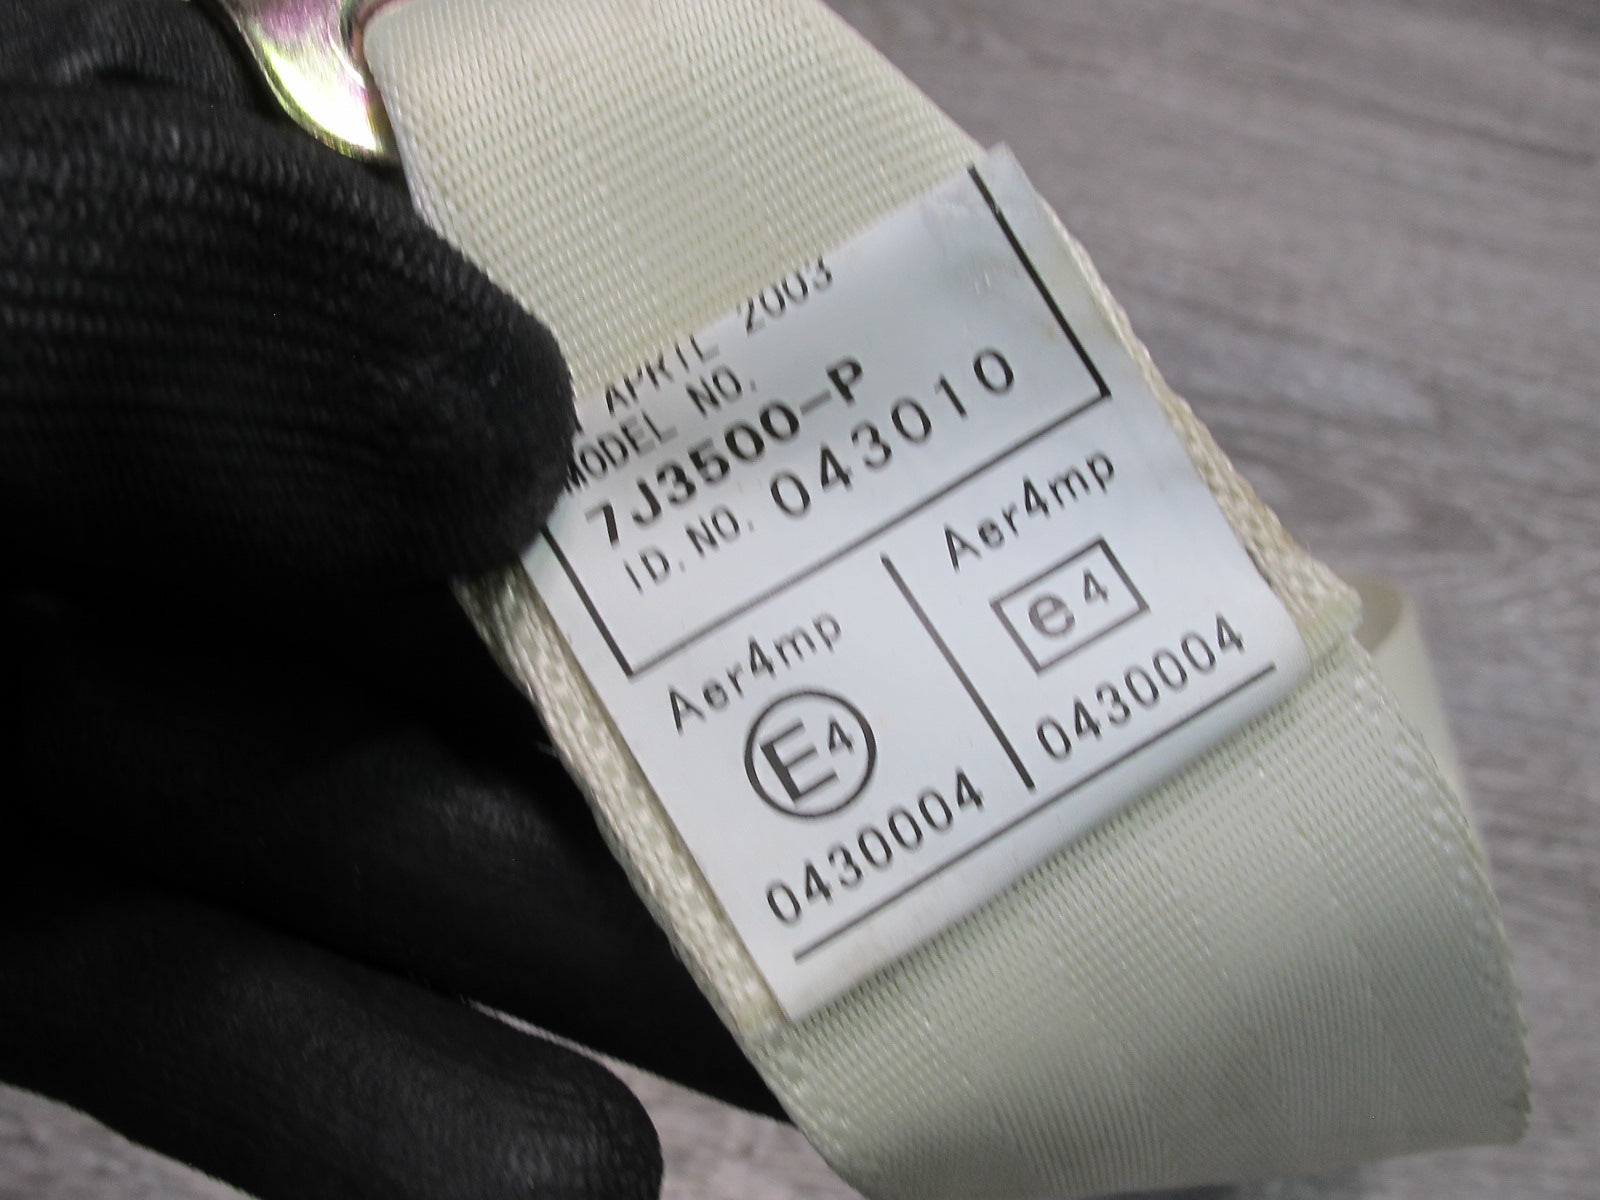 APRIL 2003
MODEL NO.
7J3500-P
ID. NO. 043010
Aer4mp
E4
0430004
Aer4mp
e4
0430004